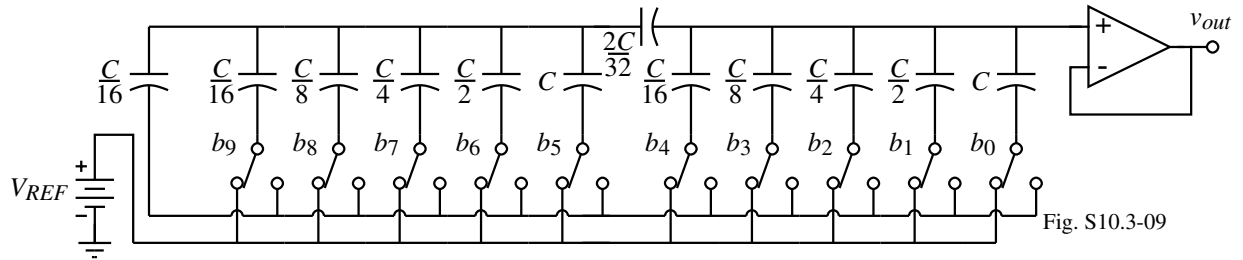 v_out
+
-
2C/32
C/16 C/16 C/8 C/4 C/2 C C/16 C/8 C/4 C/2 C
b9 b8 b7 b6 b5 b4 b3 b2 b1 b0
+
V_REF
-
Fig. S10.3-09